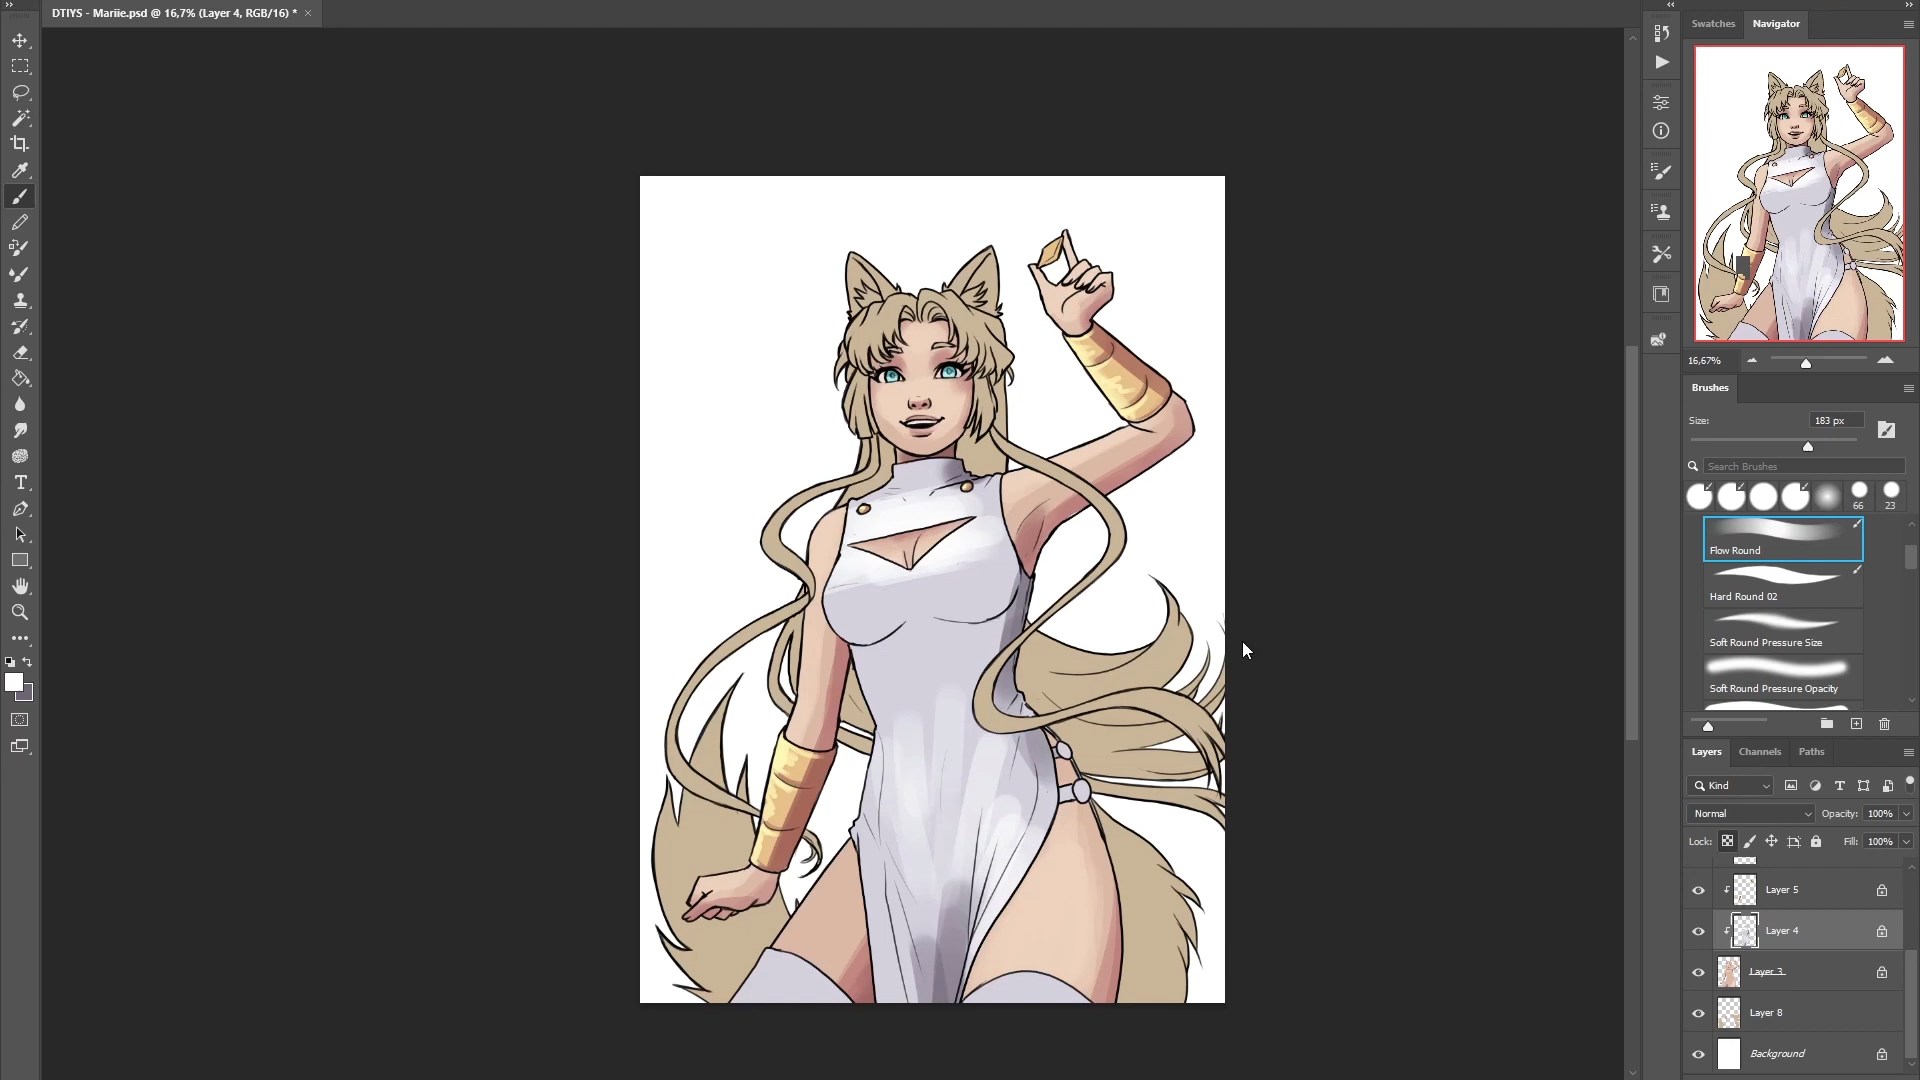 DTIYS - Mariie.psd @ 16,7% (Layer 4, RGB/16) *
Swatches
Navigator
16,67%
Brushes
Size:
183 px
Search Brushes
66
23
Flow Round
Hard Round 02
Soft Round Pressure Size
Soft Round Pressure Opacity
Layers
Channels
Paths
Kind
Normal
Opacity: 100%
Lock:
Fill: 100%
Layer 5
Layer 4
Layer 3
Layer 8
Background